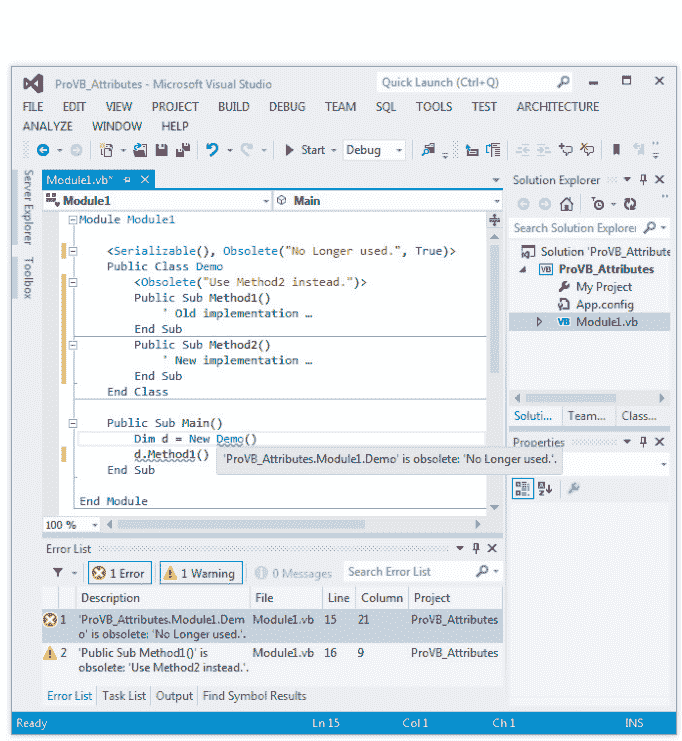 ProVB_Attributes - Microsoft Visual Studio
Quick Launch (Ctrl+Q)
FILE EDIT VIEW PROJECT BUILD DEBUG TEAM SQL TOOLS TEST ARCHITECTURE
ANALYZE WINDOW HELP
Start Debug
Server Explorer
Toolbox
Module1.vb*
Module1
Main
Module Module1
<Serializable(), Obsolete("No Longer used.", True)>
Public Class Demo
<Obsolete("Use Method2 instead.")>
Public Sub Method1()
' Old implementation …
End Sub
Public Sub Method2()
' New implementation …
End Sub
End Class
Public Sub Main()
Dim d = New Demo()
d.Method1()
'ProVB_Attributes.Module1.Demo' is obsolete: 'No Longer used.'.
End Sub
End Module
100 %
Solution Explorer
Search Solution Explorer
Solution 'ProVB_Attribute
VB ProVB_Attributes
My Project
App.config
VB Module1.vb
Soluti... Team... Class...
Properties
Error List
1 Error 1 Warning 0 Messages Search Error List
Description File Line Column Project
1 'ProVB_Attributes.Module1.Dem Module1.vb 15 21 ProVB_Attributes
o' is obsolete: 'No Longer used.'.
2 'Public Sub Method1()' is Module1.vb 16 9 ProVB_Attributes
obsolete: 'Use Method2 instead.'.
Error List Task List Output Find Symbol Results
Ready Ln 15 Col 1 Ch 1 INS